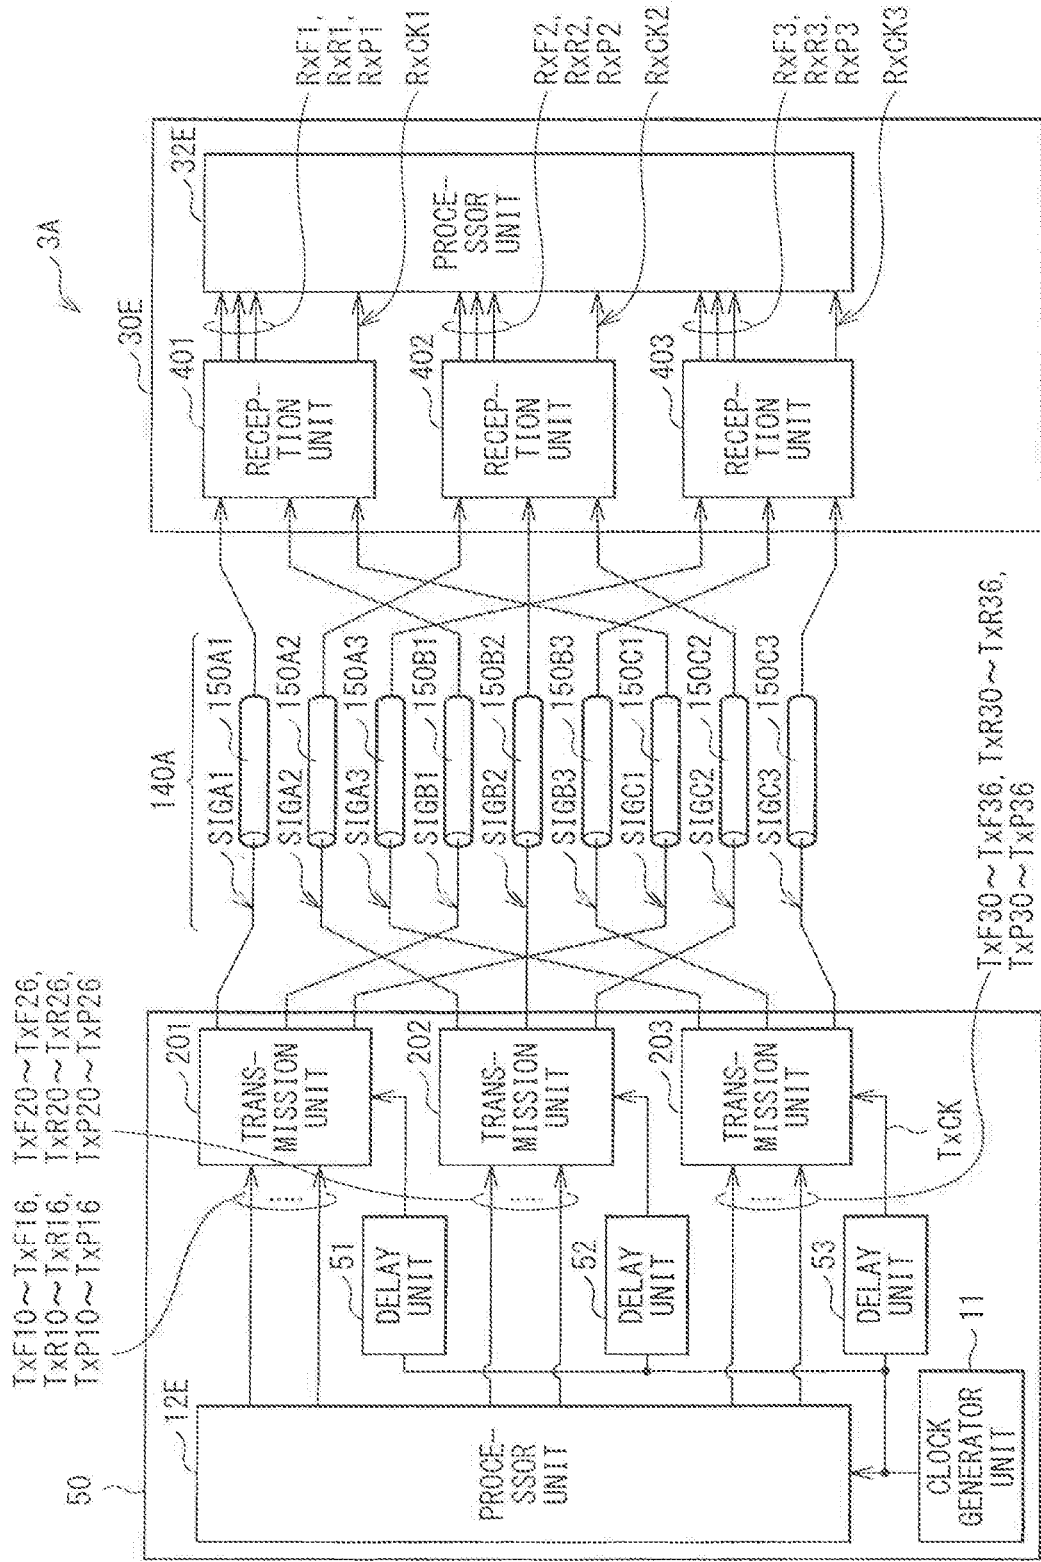 3A
50
12E
PROCE-
SSOR
UNIT
CLOCK
GENERATOR
UNIT
11
51
DELAY
UNIT
52
DELAY
UNIT
53
DELAY
UNIT
TxCK
TxF10～TxF16,
TxR10～TxR16,
TxP10～TxP16
TxF20～TxF26,
TxR20～TxR26,
TxP20～TxP26
TxF30～TxF36, TxR30～TxR36,
TxP30～TxP36
201
TRANS-
MISSION
UNIT
202
TRANS-
MISSION
UNIT
203
TRANS-
MISSION
UNIT
140A
SIGA1 150A1
SIGA2 150A2
SIGA3 150A3
SIGB1 150B1
SIGB2 150B2
SIGB3 150B3
SIGC1 150C1
SIGC2 150C2
SIGC3 150C3
30E
401
RECEP-
TION
UNIT
402
RECEP-
TION
UNIT
403
RECEP-
TION
UNIT
32E
PROCE-
SSOR
UNIT
RxF1,
RxR1,
RxP1
RxCK1
RxF2,
RxR2,
RxP2
RxCK2
RxF3,
RxR3,
RxP3
RxCK3